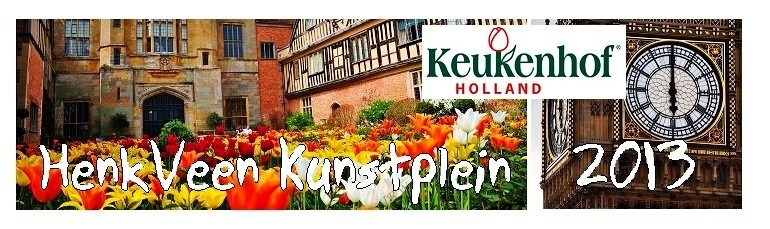 Keukenhof®
HOLLAND
HenkVeen Kunstplein 2013